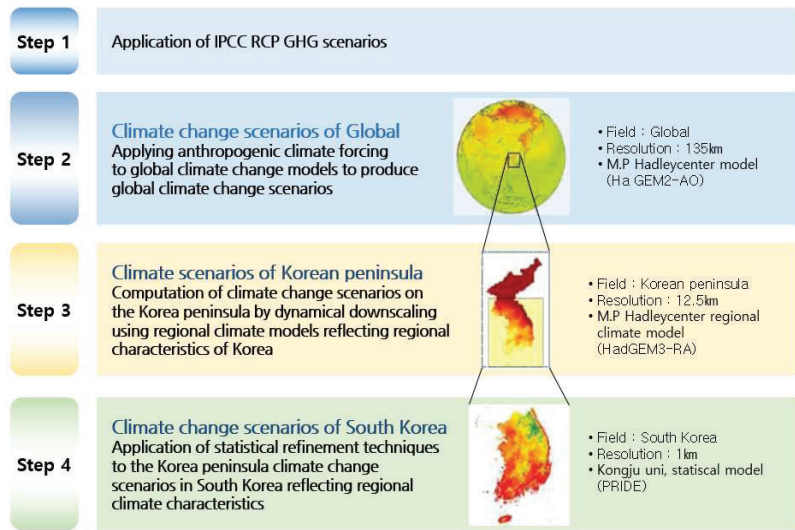 Step 1
Application of IPCC RCP GHG scenarios
Step 2
Climate change scenarios of Global
Applying anthropogenic climate forcing
to global climate change models to produce
global climate change scenarios
• Field : Global
• Resolution : 135㎞
• M.P Hadleycenter model
(Ha GEM2-AO)
Step 3
Climate scenarios of Korean peninsula
Computation of climate change scenarios on
the Korea peninsula by dynamical downscaling
using regional climate models reflecting regional
characteristics of Korea
• Field : Korean peninsula
• Resolution : 12.5㎞
• M.P Hadleycenter regional
climate model
(HadGEM3-RA)
Step 4
Climate change scenarios of South Korea
Application of statistical refinement techniques
to the Korea peninsula climate change
scenarios in South Korea reflecting regional
climate characteristics
• Field : South Korea
• Resolution : 1㎞
• Kongju uni, statiscal model
(PRIDE)